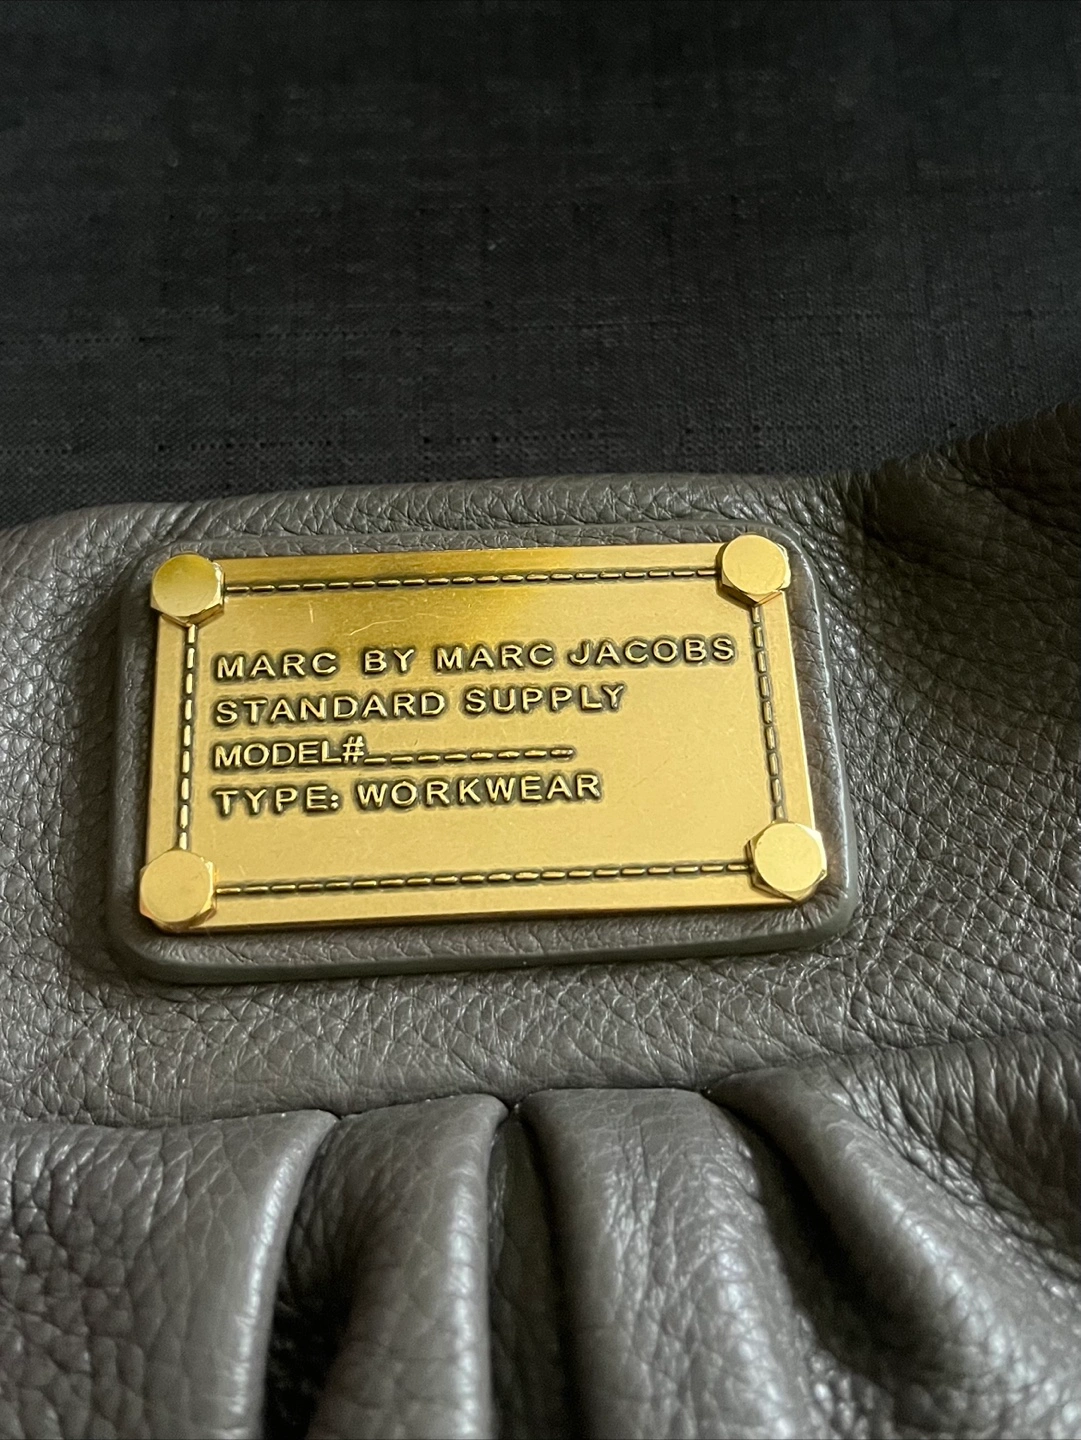 MARC BY MARC JACOBS
STANDARD SUPPLY
MODEL#_________
TYPE: WORKWEAR